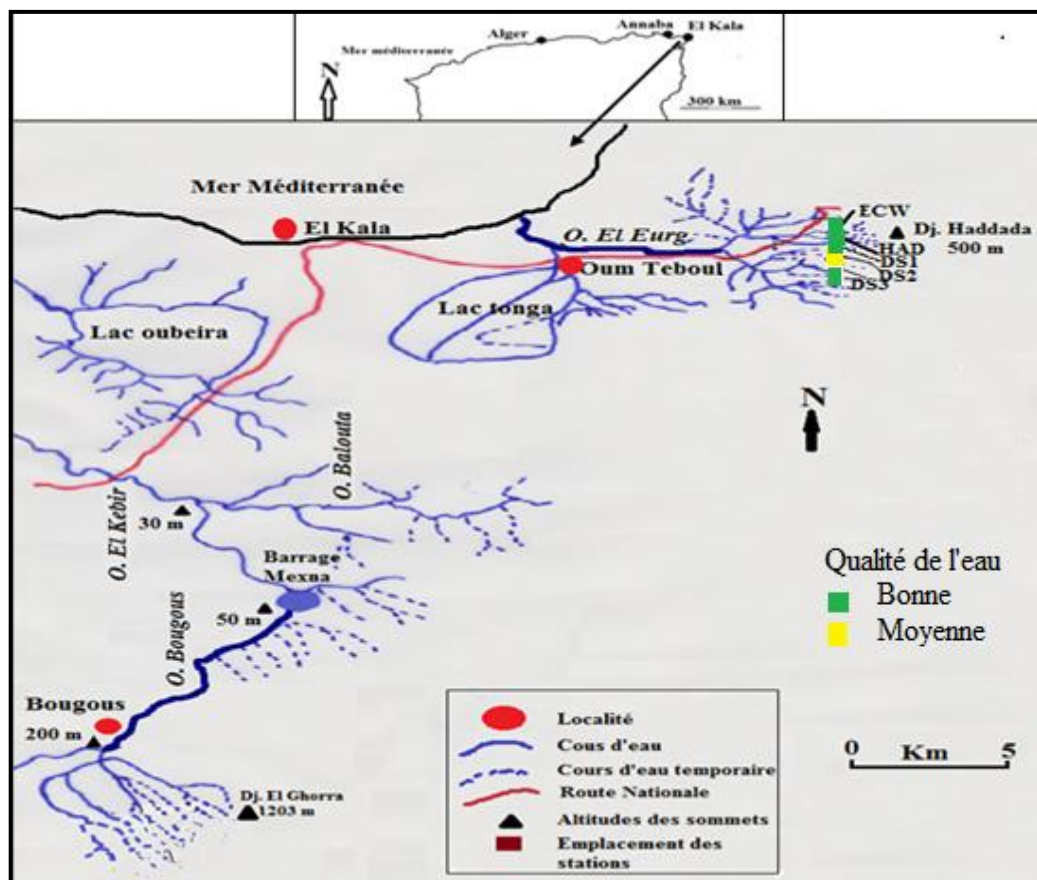 Alger
Annaba
El Kala
Mer méditerranée
N
300 km
Mer Méditerranée
El Kala
O. El Eurg
Oum Teboul
ECW
Dj. Haddada
500 m
HAD
DS1
DS2
DS3
Lac tonga
Lac oubeira
N
O. Balouta
O. El Kebir
30 m
Barrage
Mexna
50 m
O. Bougous
Bougous
200 m
Dj. El Ghorra
1203 m
Qualité de l'eau
Bonne
Moyenne
Localité
Cous d'eau
Cours d'eau temporaire
Route Nationale
Altitudes des sommets
Emplacement des
stations
0 Km 5